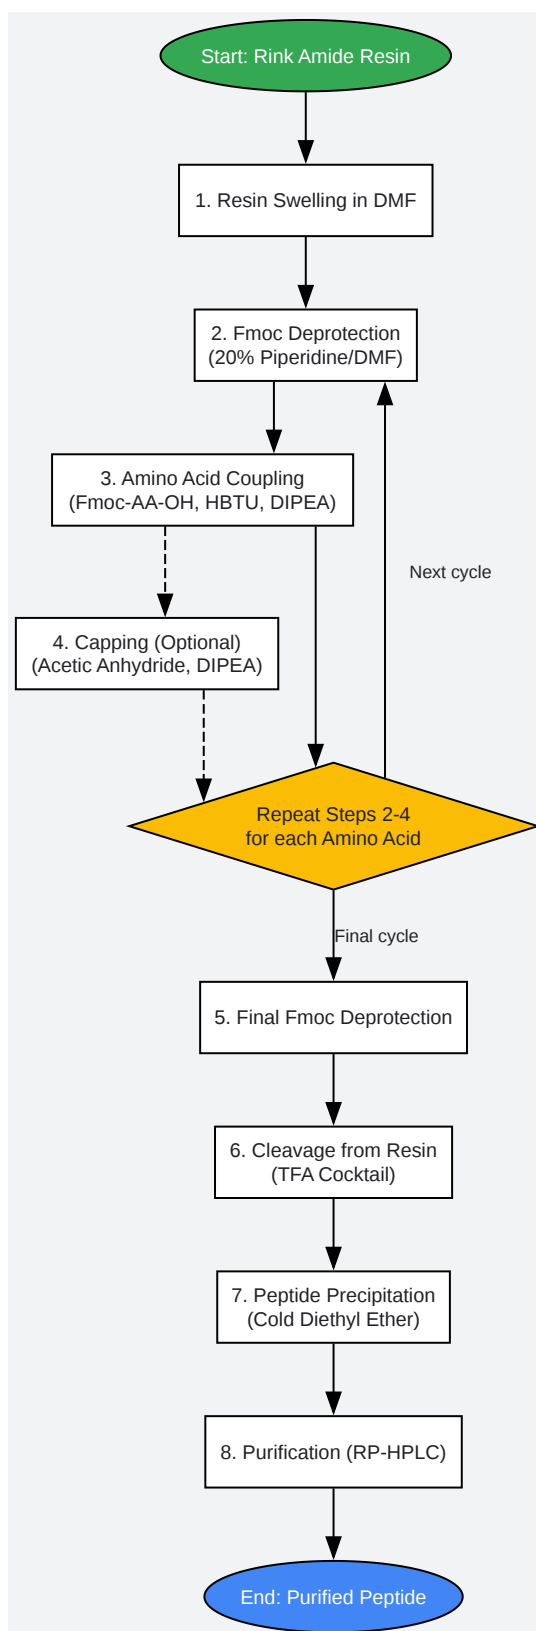 Start: Rink Amide Resin
1. Resin Swelling in DMF
2. Fmoc Deprotection
(20% Piperidine/DMF)
3. Amino Acid Coupling
(Fmoc-AA-OH, HBTU, DIPEA)
Next cycle
4. Capping (Optional)
(Acetic Anhydride, DIPEA)
Repeat Steps 2-4
for each Amino Acid
Final cycle
5. Final Fmoc Deprotection
6. Cleavage from Resin
(TFA Cocktail)
7. Peptide Precipitation
(Cold Diethyl Ether)
8. Purification (RP-HPLC)
End: Purified Peptide